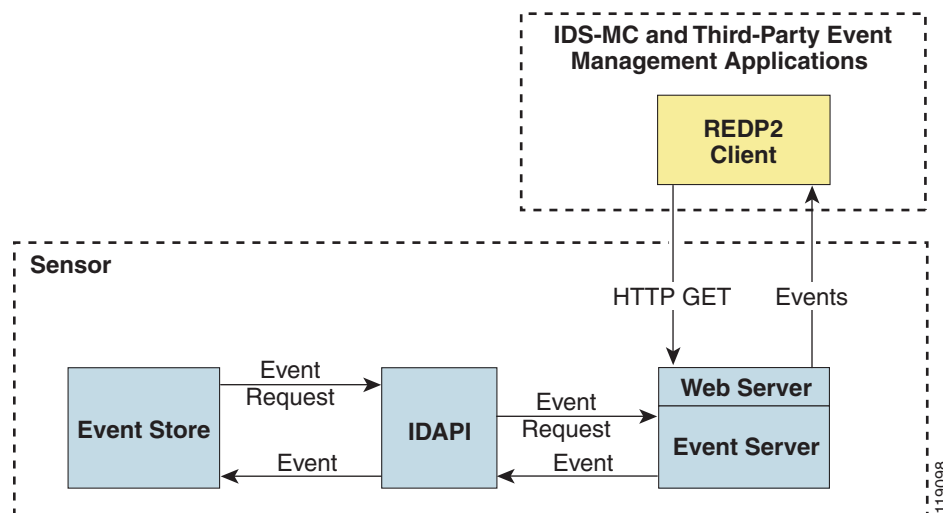 IDS-MC and Third-Party Event
Management Applications
REDP2
Client
Sensor
HTTP GET
Events
Event
Request
Event Store
Event
IDAPI
Event
Request
Event
Web Server
Event Server
119098